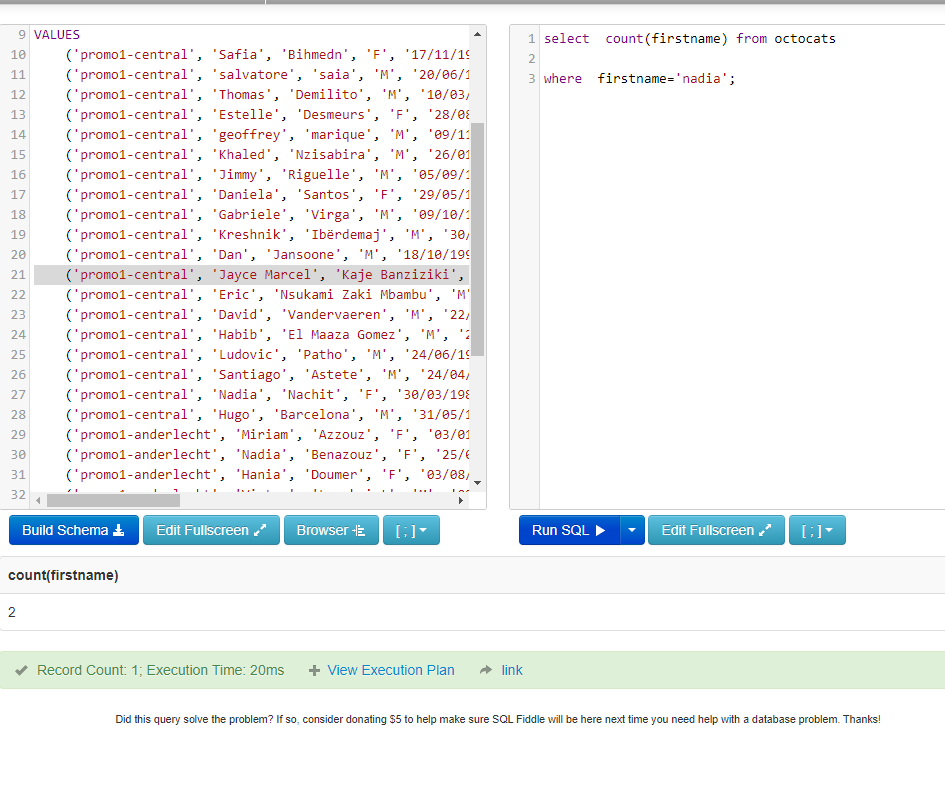 9 VALUES
10 ('promo1-central', 'Safia', 'Bihmedn', 'F', '17/11/19
11 ('promo1-central', 'salvatore', 'saia', 'M', '20/06/1
12 ('promo1-central', 'Thomas', 'Demilito', 'M', '10/03/
13 ('promo1-central', 'Estelle', 'Desmeurs', 'F', '28/08
14 ('promo1-central', 'geoffrey', 'marique', 'M', '09/11
15 ('promo1-central', 'Khaled', 'Nzisabira', 'M', '26/01
16 ('promo1-central', 'Jimmy', 'Riguelle', 'M', '05/09/1
17 ('promo1-central', 'Daniela', 'Santos', 'F', '29/05/1
18 ('promo1-central', 'Gabriele', 'Virga', 'M', '09/10/1
19 ('promo1-central', 'Kreshnik', 'Ibërdemaj', 'M', '30/
20 ('promo1-central', 'Dan', 'Jansoone', 'M', '18/10/199
21 ('promo1-central', 'Jayce Marcel', 'Kaje Banziziki',
22 ('promo1-central', 'Eric', 'Nsukami Zaki Mbambu', 'M'
23 ('promo1-central', 'David', 'Vandervaeren', 'M', '22/
24 ('promo1-central', 'Habib', 'El Maaza Gomez', 'M', '2
25 ('promo1-central', 'Ludovic', 'Patho', 'M', '24/06/19
26 ('promo1-central', 'Santiago', 'Astete', 'M', '24/04/
27 ('promo1-central', 'Nadia', 'Nachit', 'F', '30/03/198
28 ('promo1-central', 'Hugo', 'Barcelona', 'M', '31/05/1
29 ('promo1-anderlecht', 'Miriam', 'Azzouz', 'F', '03/01
30 ('promo1-anderlecht', 'Nadia', 'Benazouz', 'F', '25/0
31 ('promo1-anderlecht', 'Hania', 'Doumer', 'F', '03/08/
32
1 select  count(firstname) from octocats
2
3 where  firstname='nadia';
Build Schema Edit Fullscreen Browser [ ; ]
Run SQL Edit Fullscreen [ ; ]
count(firstname)
2
Record Count: 1; Execution Time: 20ms + View Execution Plan link
Did this query solve the problem? If so, consider donating $5 to help make sure SQL Fiddle will be here next time you need help with a database problem. Thanks!